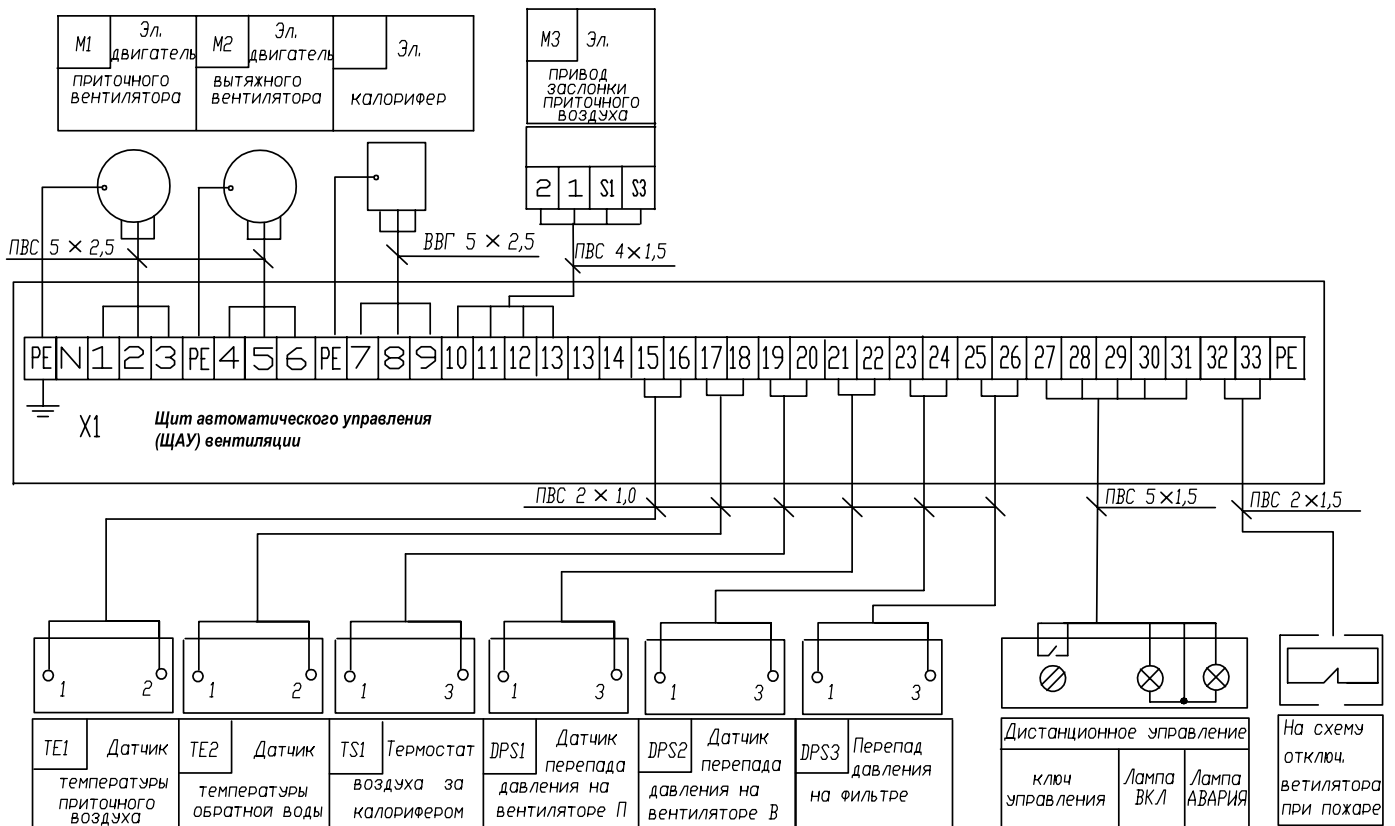 М1 Эл. двигатель
приточного
вентилятора
М2 Эл. двигатель
вытяжного
вентилятора
Эл.
калорифер
М3 Эл.
привод
заслонки
приточного
воздуха
2 1 S1 S3
ПВС 5 × 2,5
ВВГ 5 × 2,5
ПВС 4×1,5
PE N 1 2 3 PE 4 5 6 PE 7 8 9 10 11 12 13 13 14 15 16 17 18 19 20 21 22 23 24 25 26 27 28 29 30 31 32 33 PE
X1
Щит автоматического управления
(ЩАУ) вентиляции
ПВС 2 × 1,0
ПВС 5×1,5
ПВС 2×1,5
1 2
1 2
1 3
1 3
1 3
1 3
TE1 Датчик
температуры
приточного
воздуха
TE2 Датчик
температуры
обратной воды
TS1 Термостат
воздуха за
калорифером
DPS1 Датчик
перепада
давления на
вентиляторе П
DPS2 Датчик
перепада
давления на
вентиляторе В
DPS3 Перепад
давления
на фильтре
Дистанционное управление
ключ
управления
Лампа
ВКЛ
Лампа
АВАРИЯ
На схему
отключ.
ветилятора
при пожаре